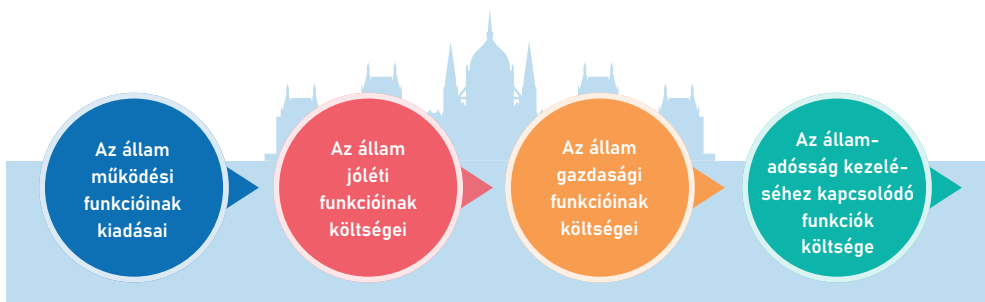 Az állam
működési
funkcióinak
kiadásai
Az állam
jóléti
funkcióinak
költségei
Az állam
gazdasági
funkcióinak
költségei
Az állam-
adósság kezelé-
séhez kapcsolódó
funkciók
költsége